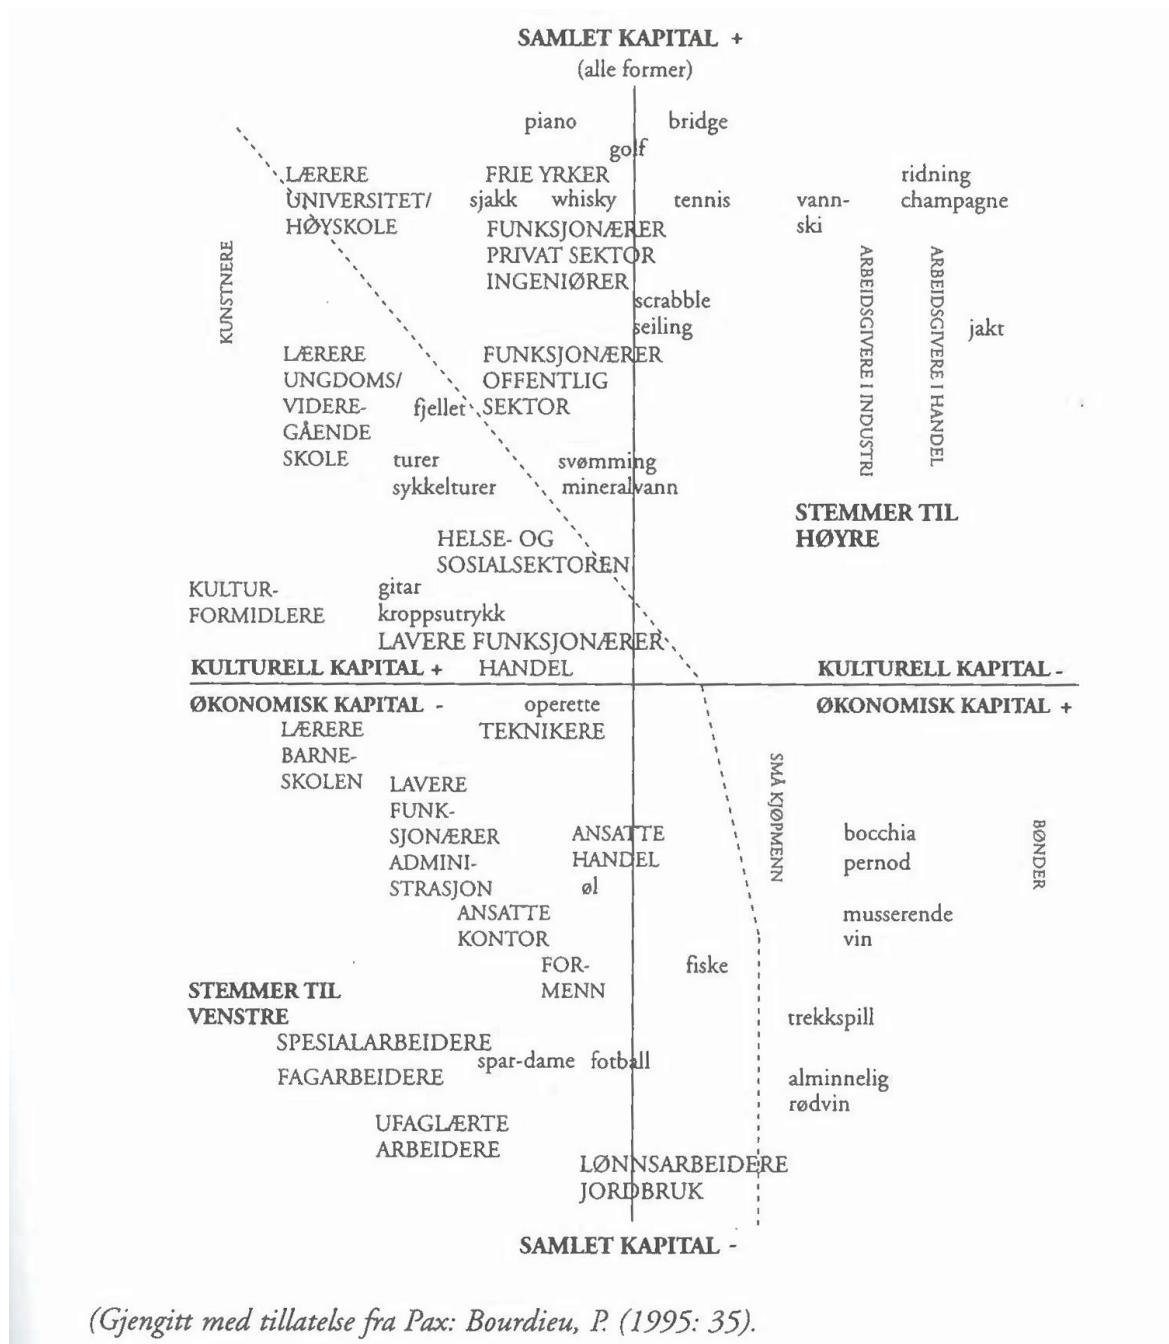 SAMLET KAPITAL +
(alle former)
piano bridge
golf
LÆRERE FRIE YRKER ridning
UNIVERSITET/ sjakk whisky tennis vann- champagne
HØYSKOLE FUNKSJONÆRER ski
PRIVAT SEKTOR
INGENIØRER
KUNSTNERE
ARBEIDSGIVERE I INDUSTRI
ARBEIDSGIVERE I HANDEL
scrabble
seiling jakt
LÆRERE FUNKSJONÆRER
UNGDOMS/ OFFENTLIG
VIDERE- fjellet SEKTOR
GÅENDE
SKOLE turer svømming
sykkelturer mineralvann
STEMMER TIL
HØYRE
HELSE- OG
SOSIALSEKTOREN
KULTUR- gitar
FORMIDLERE kroppsutrykk
LAVERE FUNKSJONÆRER
KULTURELL KAPITAL + HANDEL KULTURELL KAPITAL -
ØKONOMISK KAPITAL - operette ØKONOMISK KAPITAL +
LÆRERE TEKNIKERE
BARNE-
SKOLEN LAVERE
FUNK-
SJONÆRER ANSATTE bocchia
ADMINI- HANDEL pernod
STRASJON øl
SMÅ KJØPMENN
BØNDER
ANSATTE musserende
KONTOR vin
FOR- fiske
STEMMER TIL MENN
VENSTRE trekkspill
SPESIALARBEIDERE
spar-dame fotball
FAGARBEIDERE alminnelig
rødvin
UFAGLÆRTE
ARBEIDERE
LØNNSARBEIDERE
JORDBRUK
SAMLET KAPITAL -
(Gjengitt med tillatelse fra Pax: Bourdieu, P. (1995: 35).